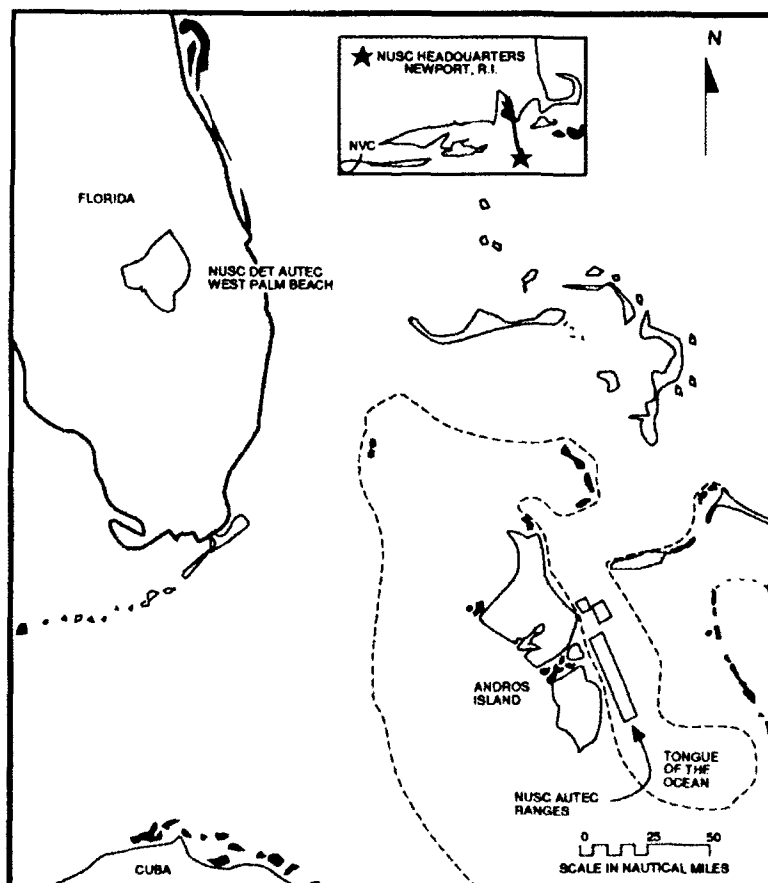 ★ NUSC HEADQUARTERS
NEWPORT, R.I.
N
NVC
FLORIDA
NUSC DET AUTEC
WEST PALM BEACH
ANDROS
ISLAND
TONGUE
OF THE
OCEAN
NUSC AUTEC
RANGES
0 25 50
SCALE IN NAUTICAL MILES
CUBA